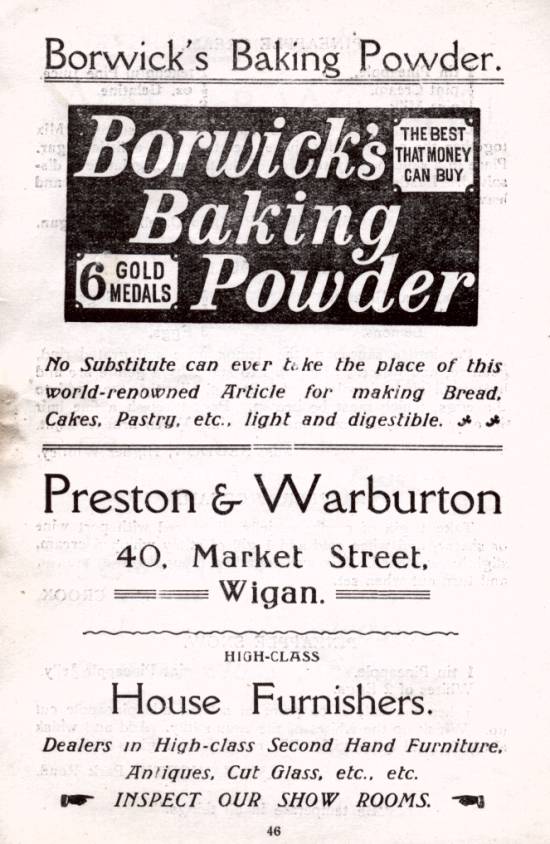 Borwick's Baking Powder.
Borwick's
THE BEST
THAT MONEY
CAN BUY
Baking
6 GOLD
MEDALS
Powder
No Substitute can ever take the place of this
world-renowned Article for making Bread,
Cakes, Pastry, etc., light and digestible.
Preston & Warburton
40, Market Street,
Wigan.
HIGH-CLASS
House Furnishers.
Dealers in High-class Second Hand Furniture,
Antiques, Cut Glass, etc., etc.
INSPECT OUR SHOW ROOMS.
46